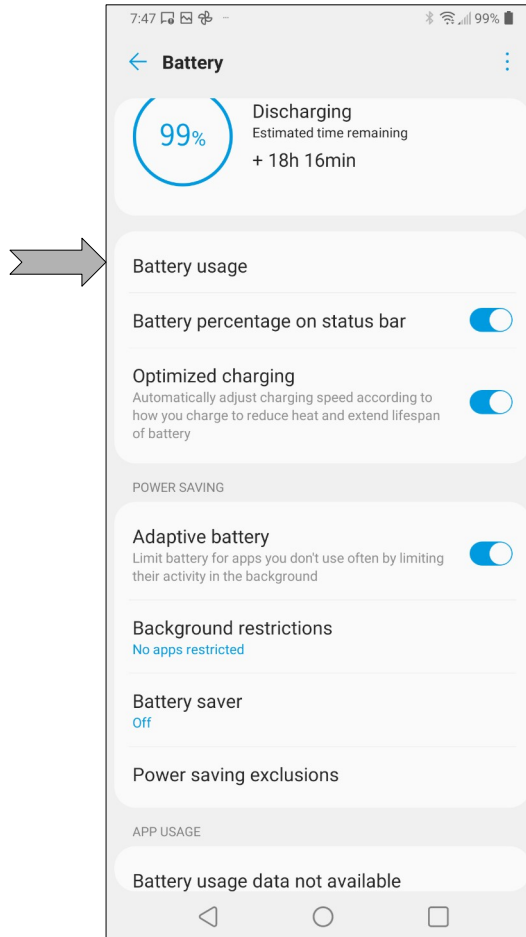 7:47 99%
Battery
99%
Discharging
Estimated time remaining
+ 18h 16min
Battery usage
Battery percentage on status bar
Optimized charging
Automatically adjust charging speed according to
how you charge to reduce heat and extend lifespan
of battery
POWER SAVING
Adaptive battery
Limit battery for apps you don't use often by limiting
their activity in the background
Background restrictions
No apps restricted
Battery saver
Off
Power saving exclusions
APP USAGE
Battery usage data not available